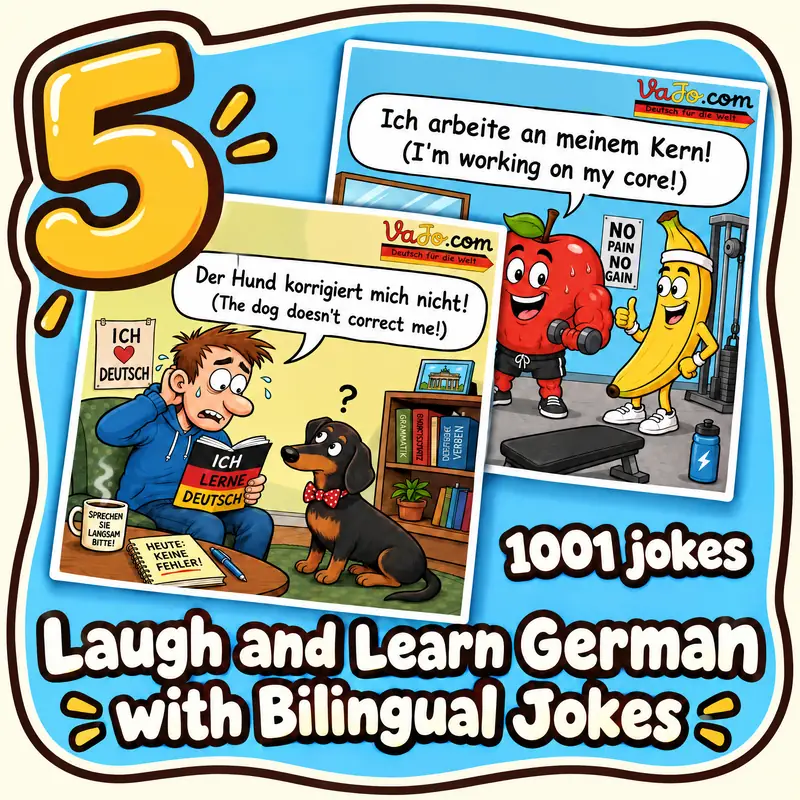 5
VaJo.com
Deutsch für die Welt
Ich arbeite an meinem Kern!
(I'm working on my core!)
NO
PAIN
NO
GAIN
VaJo.com
Deutsch für die Welt
Der Hund korrigiert mich nicht!
(The dog doesn't correct me!)
ICH
DEUTSCH
?
GRAMMATIK
VERBEN
ICH
LERNE
DEUTSCH
SPRECHEN
SIE
LANGSAM
BITTE!
HEUTE:
KEINE
FEHLER!
1001 jokes
Laugh and Learn German
with Bilingual Jokes